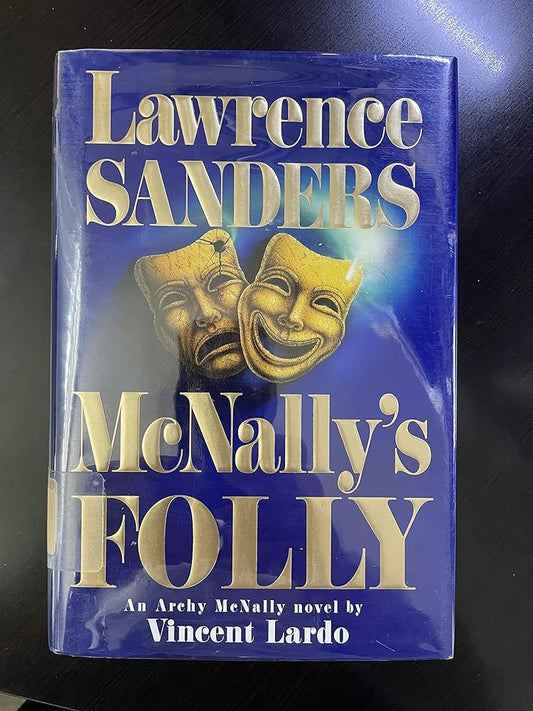 Lawrence
SANDERS
McNally's
FOLLY
An Archy McNally novel by
Vincent Lardo